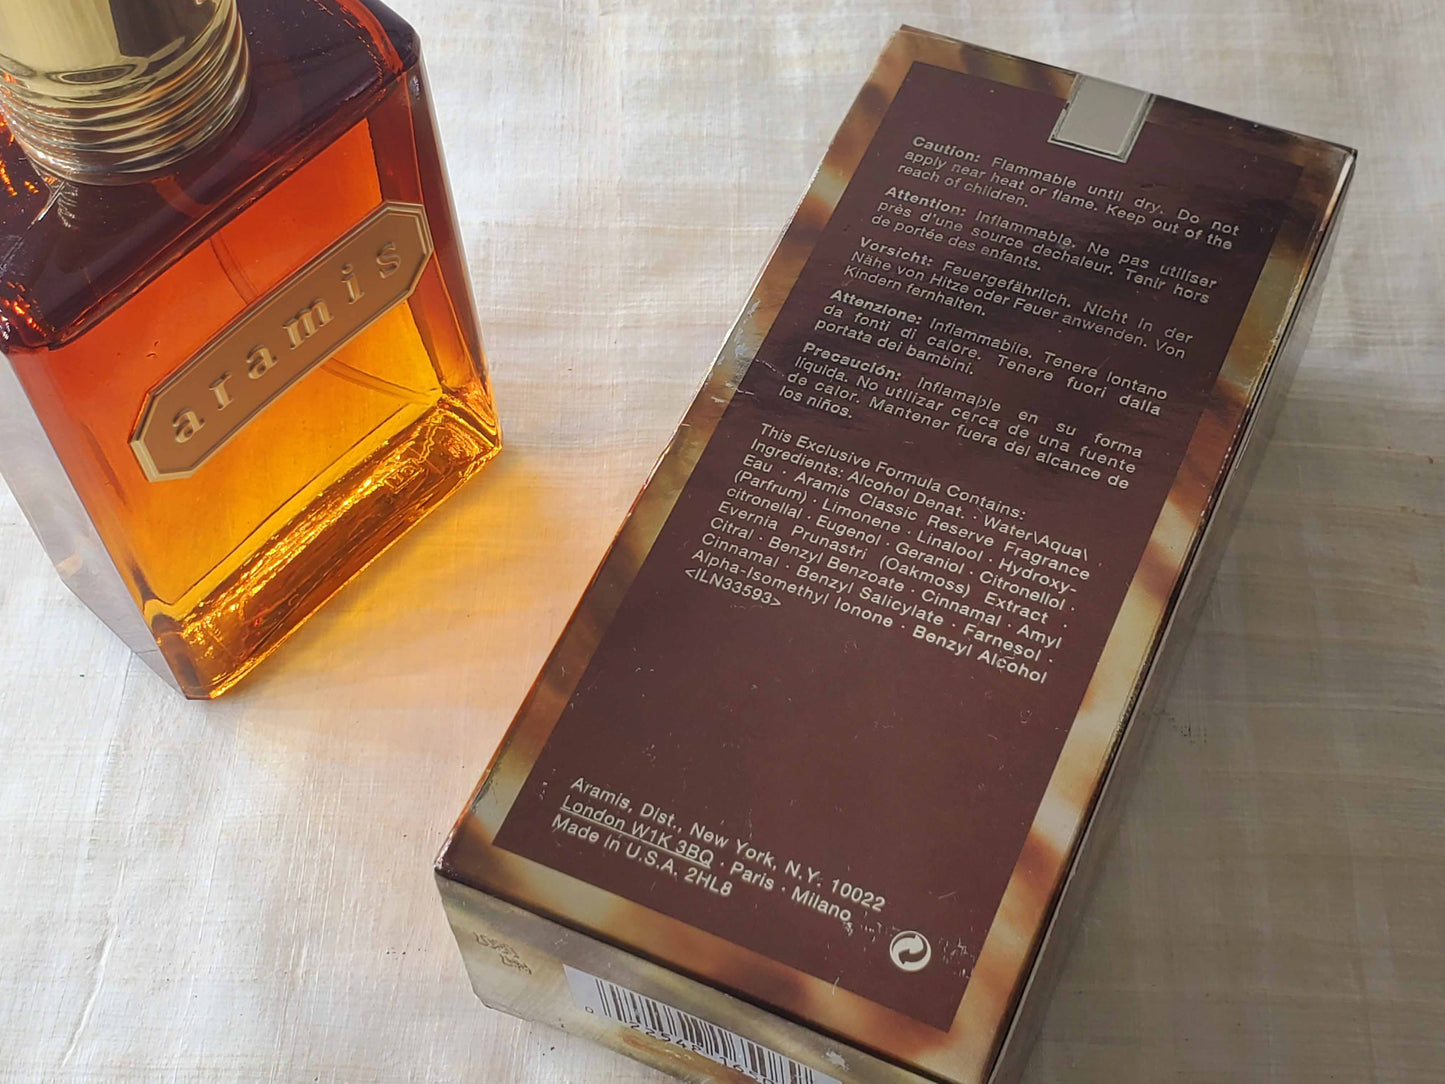 aramis
Caution: Flammable until dry. Do not
apply near heat or flame. Keep out of the
reach of children.
Attention: Inflammable. Ne pas utiliser
près d'une source dechaleur. Tenir hors
de portée des enfants.
Vorsicht: Feuergefährlich. Nicht in der
Nähe von Hitze oder Feuer anwenden. Von
Kindern fernhalten.
Attenzione: Infiammabile. Tenere lontano
da fonti di calore. Tenere fuori dalla
portata dei bambini.
Precaución: Inflamable en su forma
líquida. No utilizar cerca de una fuente
de calor. Mantener fuera del alcance de
los niños.
This Exclusive Formula Contains:
Ingredients: Alcohol Denat. · Water\Aqua\
Eau · Aramis Classic Reserve Fragrance
(Parfum) · Limonene · Linalool · Hydroxy-
citronellal · Eugenol · Geraniol · Citronellol ·
Evernia Prunastri (Oakmoss) Extract ·
Citral · Benzyl Benzoate · Cinnamal · Amyl
Cinnamal · Benzyl Salicylate · Farnesol ·
Alpha-Isomethyl Ionone · Benzyl Alcohol
<ILN33593>
Aramis, Dist., New York, N.Y. 10022
London W1K 3BQ · Paris · Milano
Made in U.S.A. 2HL8